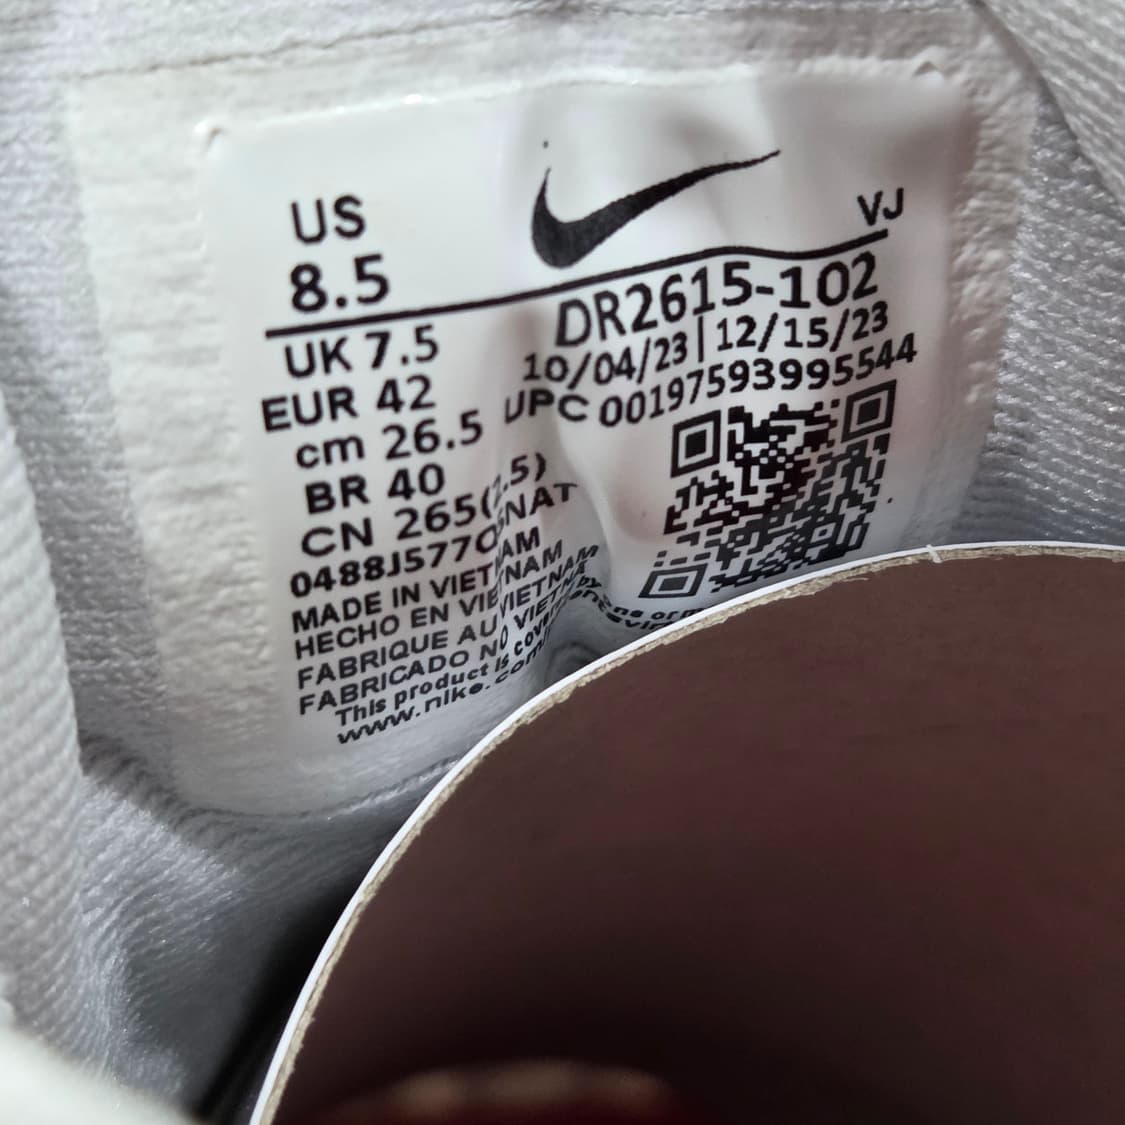 US
8.5
VJ
UK 7.5
EUR 42
cm 26.5
BR 40
CN 265(2.5)
DR2615-102
10/04/23|12/15/23
UPC 00197593995544
MADE IN VIETNAM
HECHO EN VIETNAM
FABRIQUE AU VIETNAM
FABRICADO NO VIETNAM
This product is by
www.nike.com